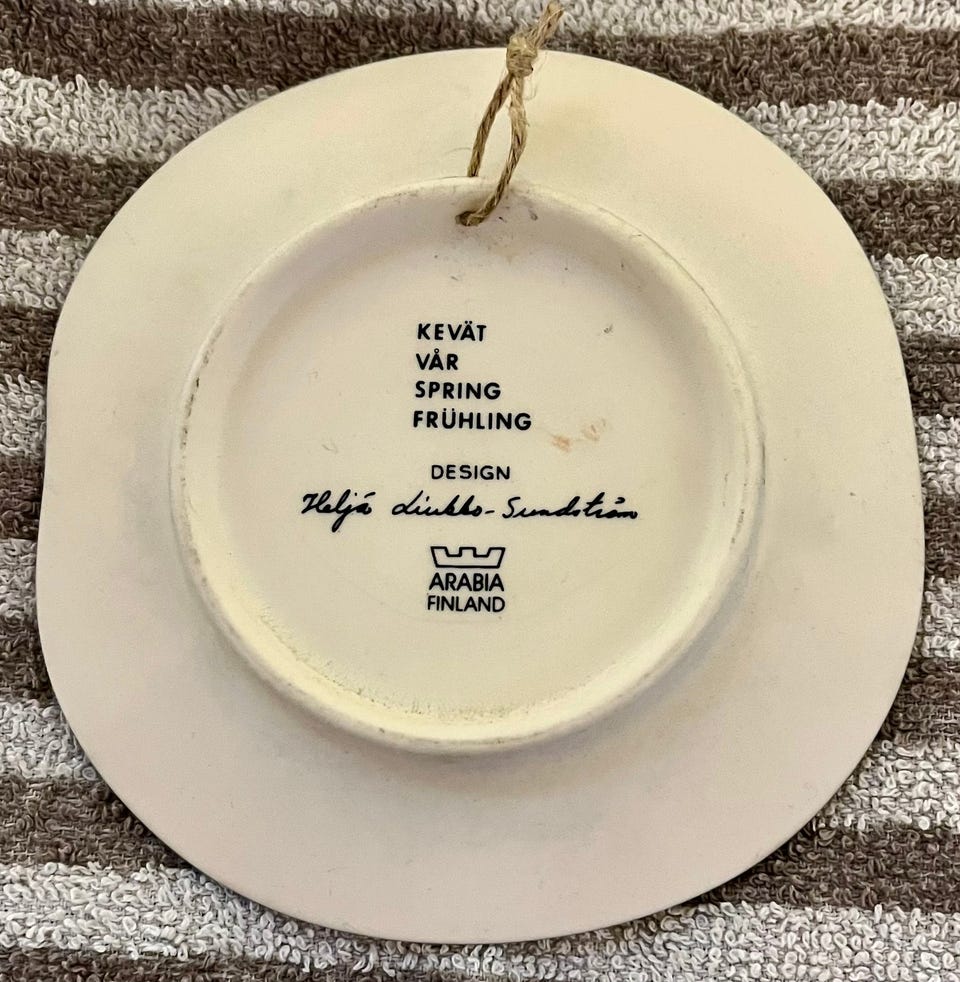 KEVÄT
VÅR
SPRING
FRÜHLING
DESIGN
Heljä Liukko-Sundström
ARABIA
FINLAND